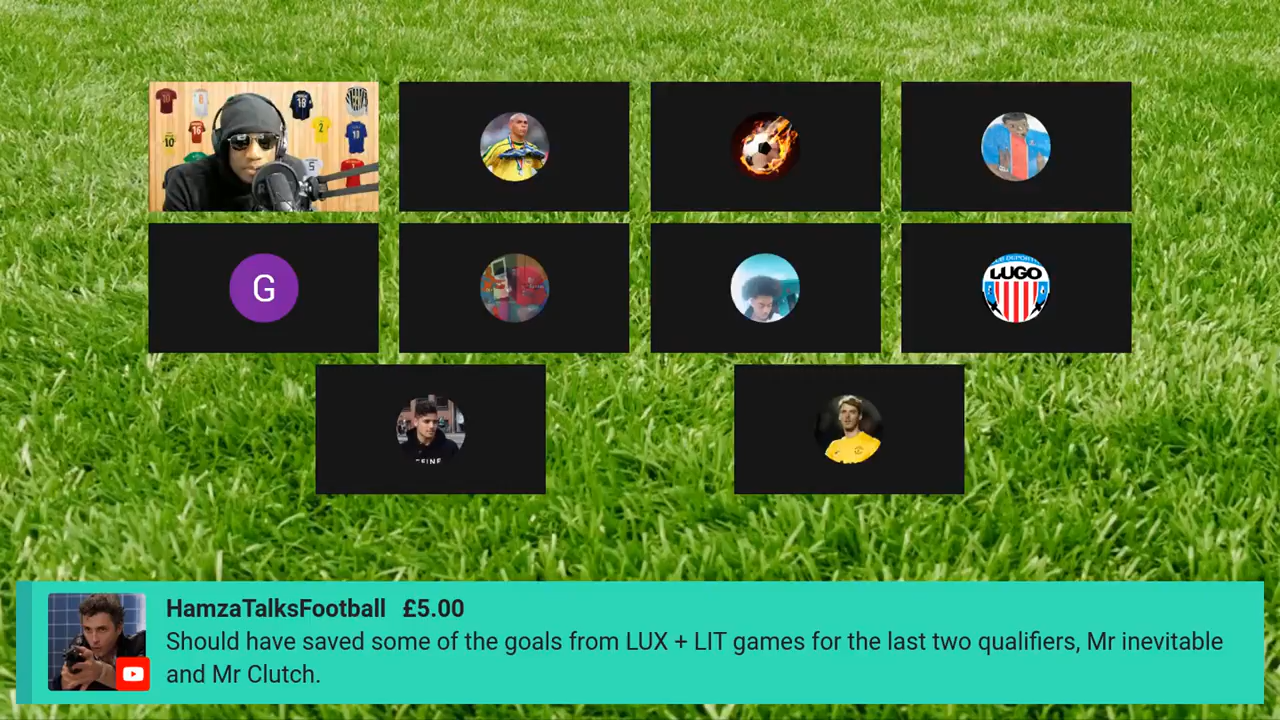 G
LUGO
HamzaTalksFootball £5.00
Should have saved some of the goals from LUX + LIT games for the last two qualifiers, Mr inevitable
and Mr Clutch.